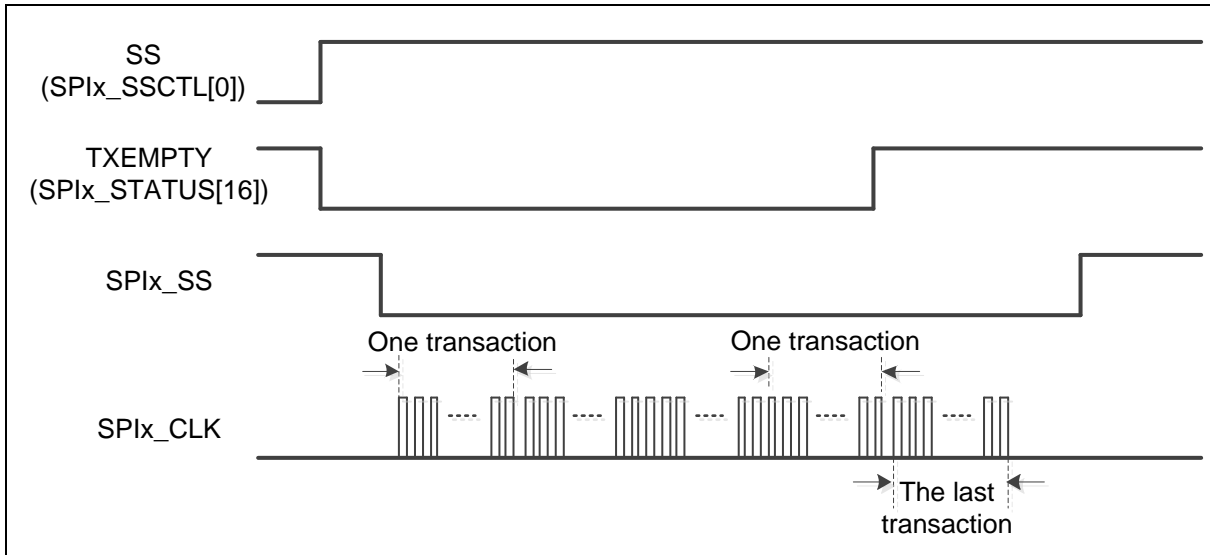 SS
(SPIx_SSCTL[0])
TXEMPTY
(SPIx_STATUS[16])
SPIx_SS
One transaction
One transaction
SPIx_CLK
The last
transaction